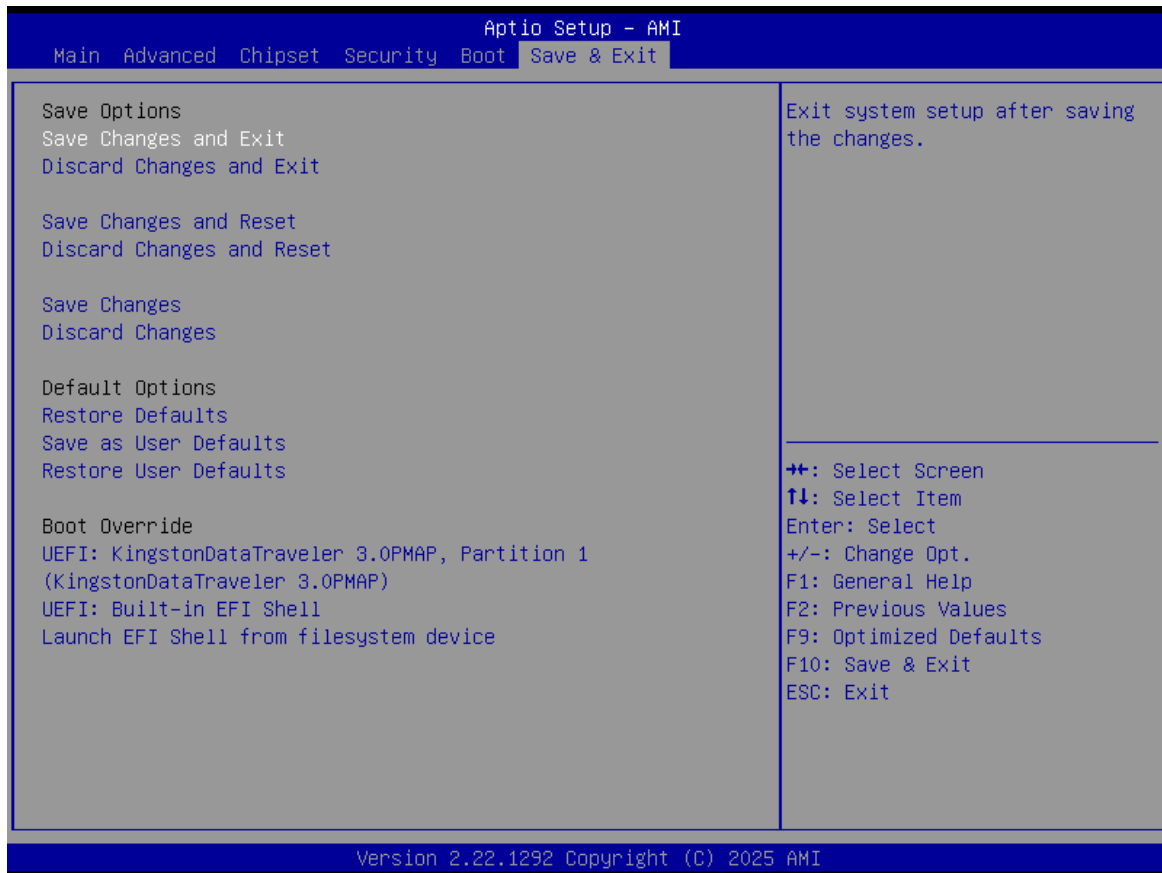 Aptio Setup – AMI
Main Advanced Chipset Security Boot Save & Exit
Save Options
Save Changes and Exit
Discard Changes and Exit
Save Changes and Reset
Discard Changes and Reset
Save Changes
Discard Changes
Default Options
Restore Defaults
Save as User Defaults
Restore User Defaults
Boot Override
UEFI: KingstonDataTraveler 3.0PMAP, Partition 1
(KingstonDataTraveler 3.0PMAP)
UEFI: Built-in EFI Shell
Launch EFI Shell from filesystem device
Exit system setup after saving
the changes.
→←: Select Screen
↑↓: Select Item
Enter: Select
+/-: Change Opt.
F1: General Help
F2: Previous Values
F9: Optimized Defaults
F10: Save & Exit
ESC: Exit
Version 2.22.1292 Copyright (C) 2025 AMI